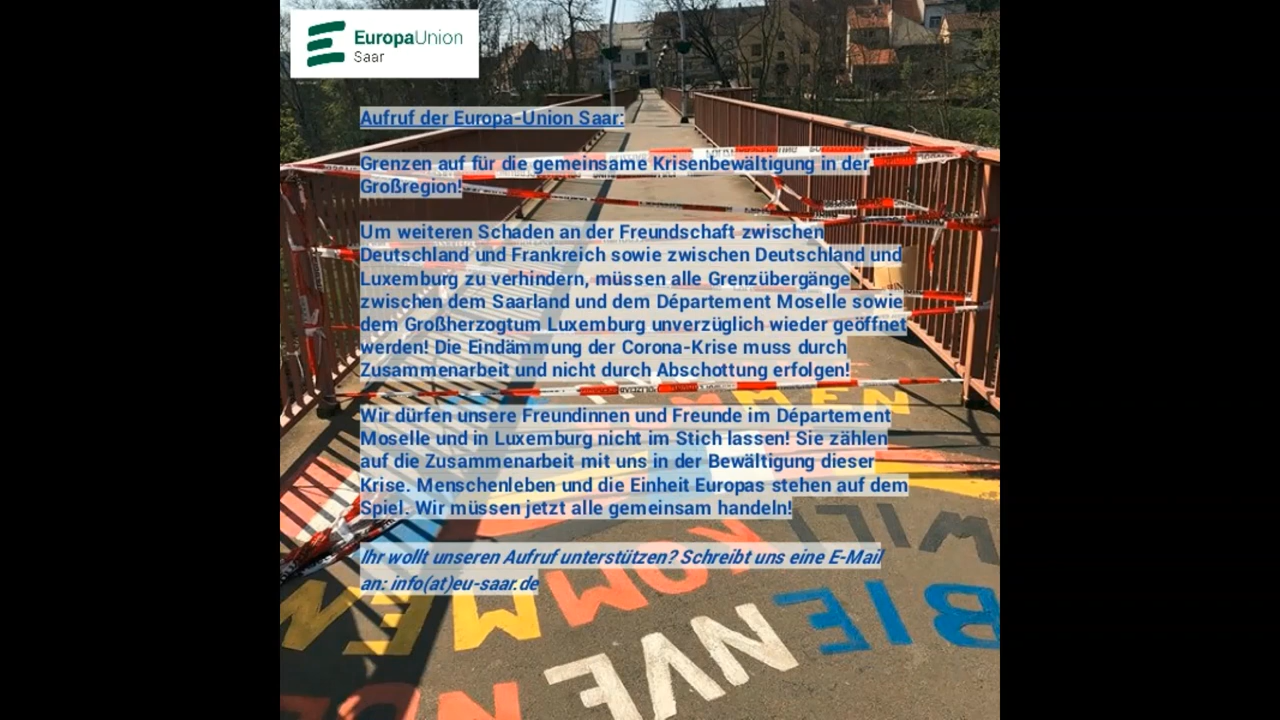 EuropaUnion
Saar
Aufruf der Europa-Union Saar:
Grenzen auf für die gemeinsame Krisenbewältigung in der
Großregion!
Um weiteren Schaden an der Freundschaft zwischen
Deutschland und Frankreich sowie zwischen Deutschland und
Luxemburg zu verhindern, müssen alle Grenzübergänge
zwischen dem Saarland und dem Département Moselle sowie
dem Großherzogtum Luxemburg unverzüglich wieder geöffnet
werden! Die Eindämmung der Corona-Krise muss durch
Zusammenarbeit und nicht durch Abschottung erfolgen!
Wir dürfen unsere Freundinnen und Freunde im Département
Moselle und in Luxemburg nicht im Stich lassen! Sie zählen
auf die Zusammenarbeit mit uns in der Bewältigung dieser
Krise. Menschenleben und die Einheit Europas stehen auf dem
Spiel. Wir müssen jetzt alle gemeinsam handeln!
Ihr wollt unseren Aufruf unterstützen? Schreibt uns eine E-Mail
an: info(at)eu-saar.de
WILL
KOM
MEN
BIE
NVE